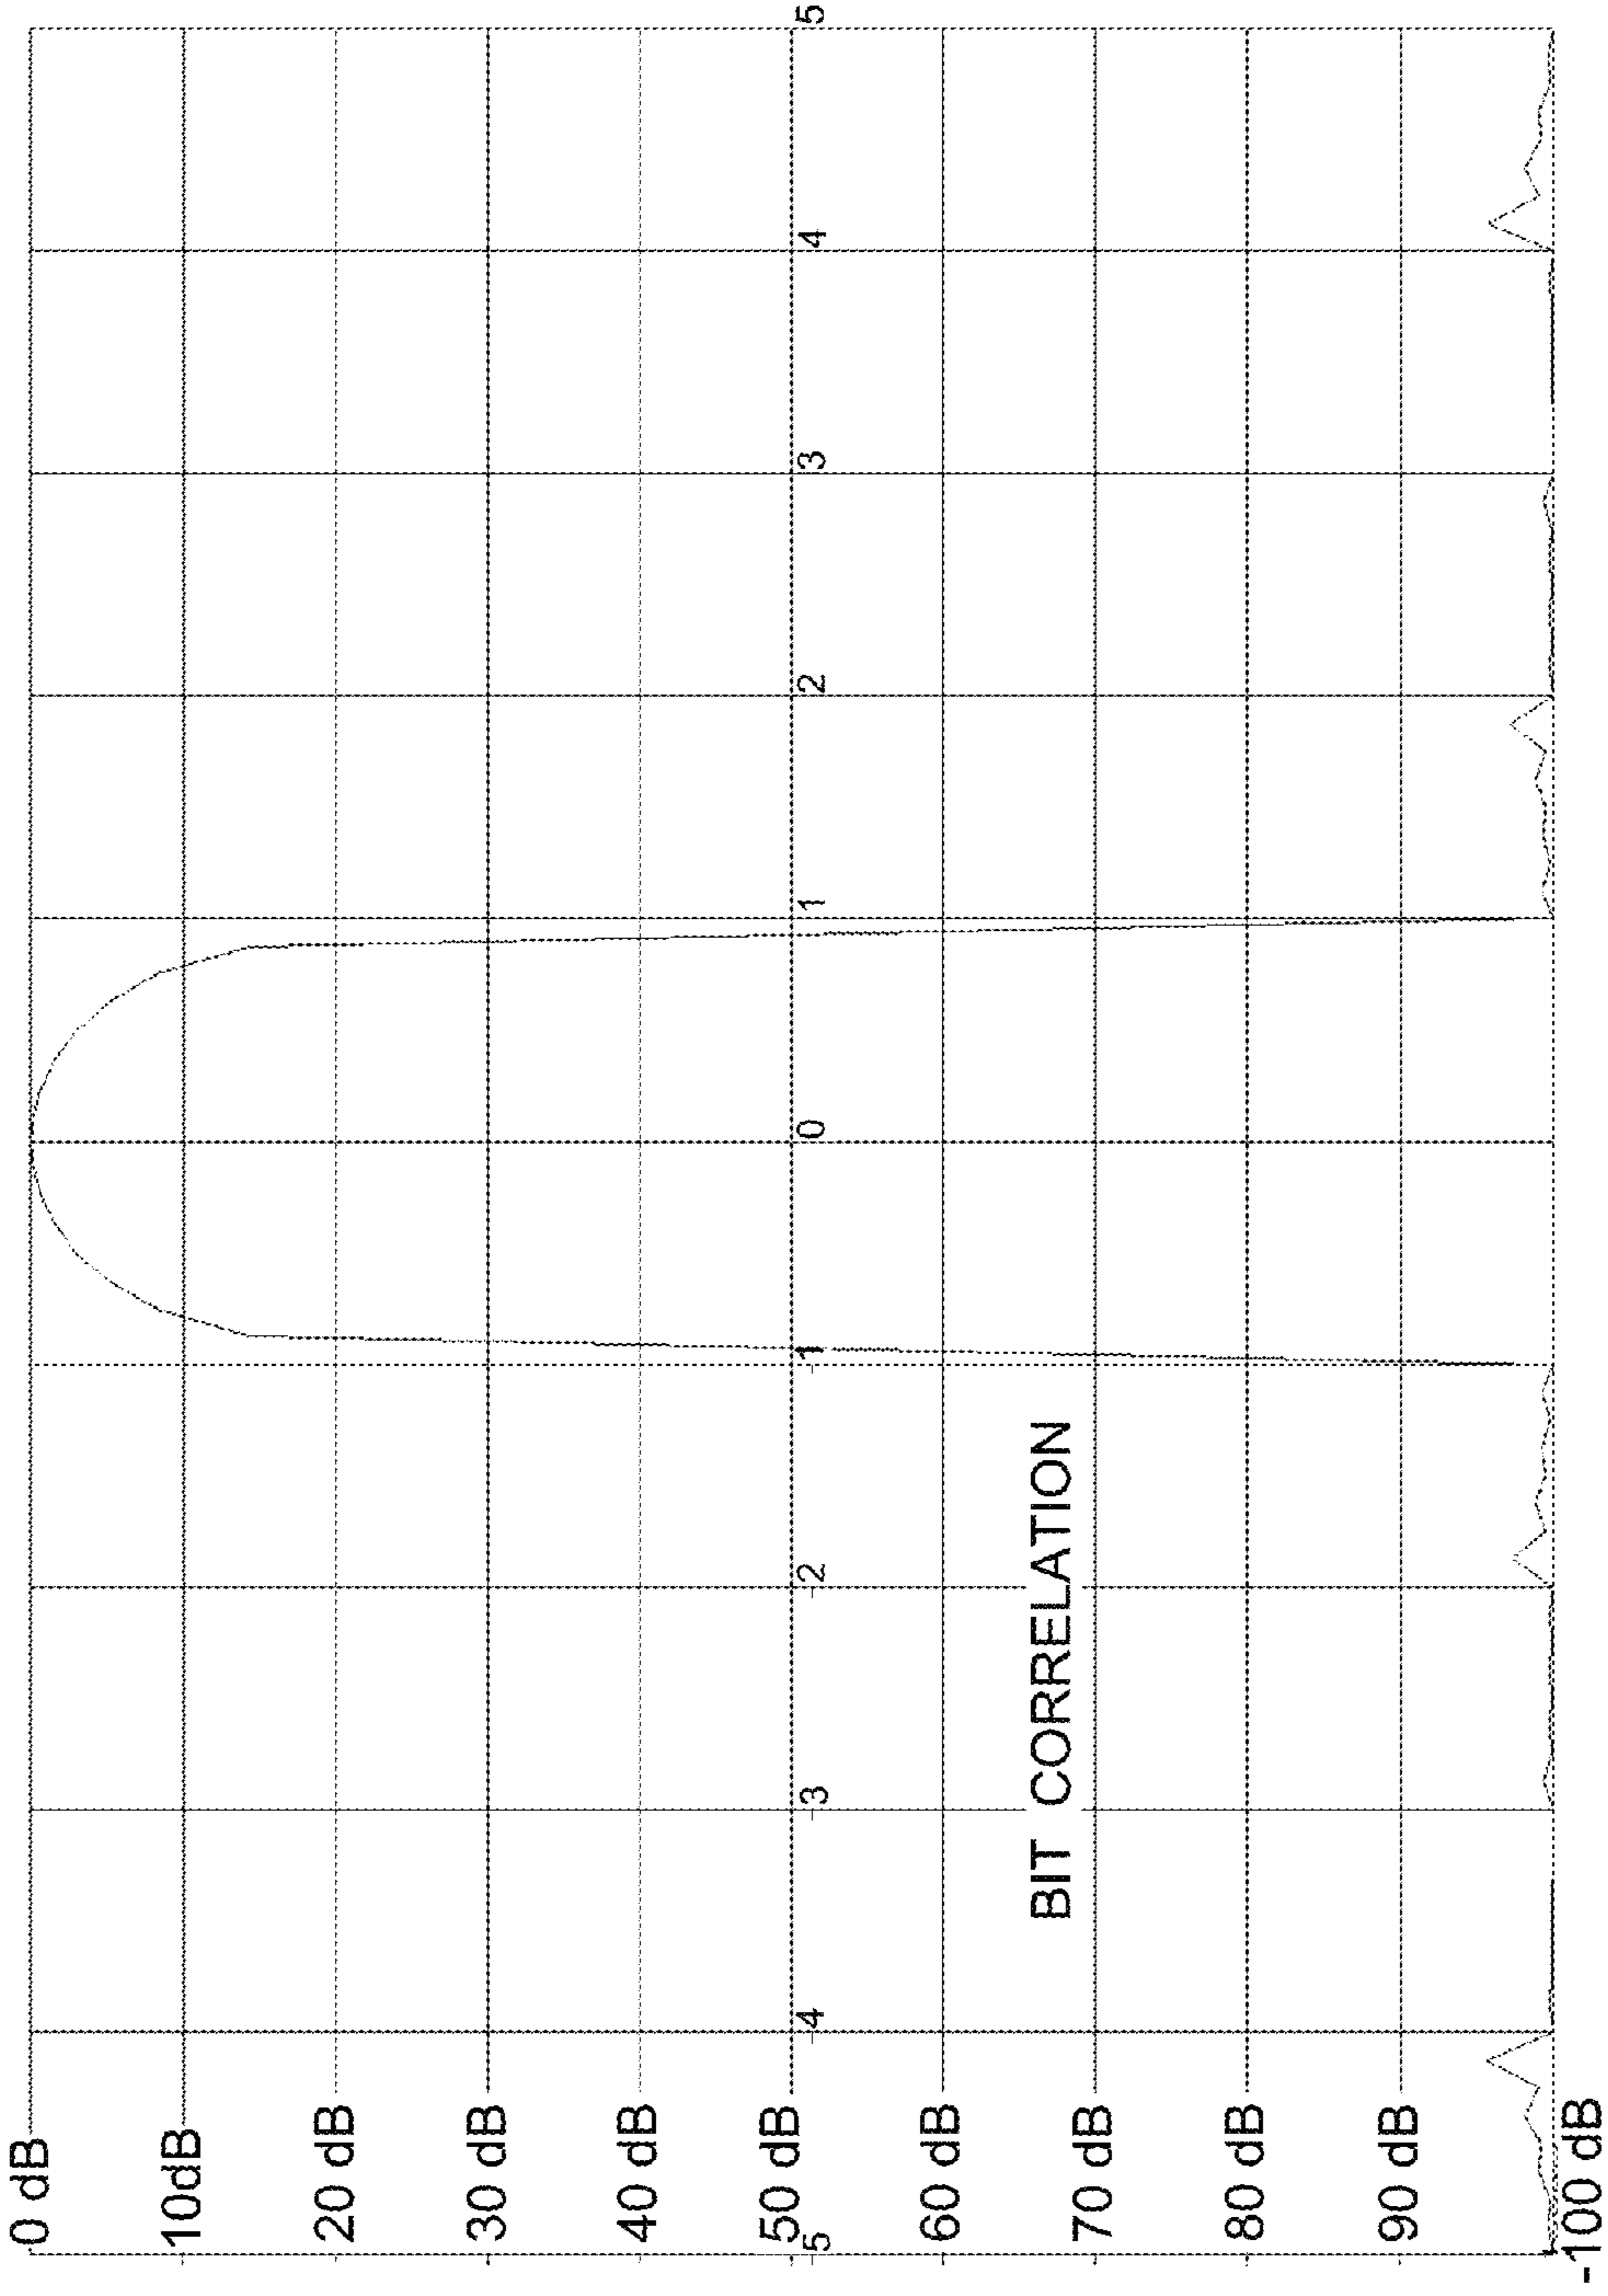 0 dB
10dB
20 dB
30 dB
40 dB
50 dB
-5 -4 -3 -2 -1 0 1 2 3 4 5
60 dB
BIT CORRELATION
70 dB
80 dB
90 dB
-100 dB